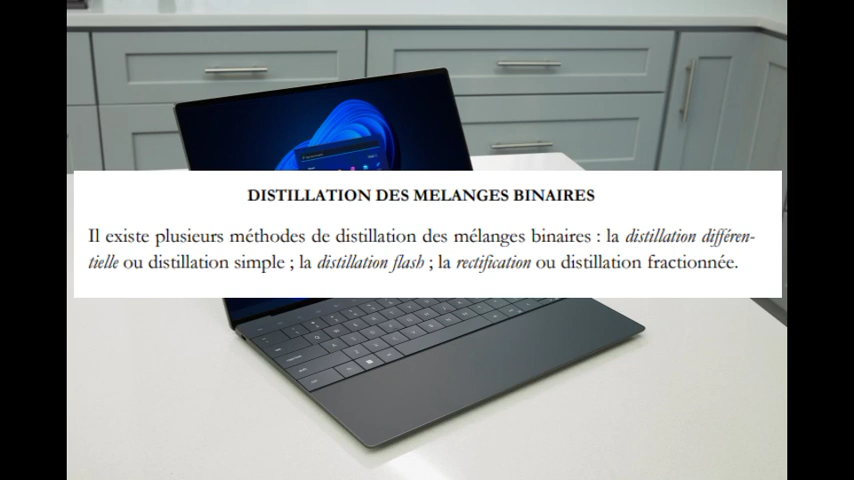 DISTILLATION DES MELANGES BINAIRES
Il existe plusieurs méthodes de distillation des mélanges binaires : la distillation différen-
tielle ou distillation simple ; la distillation flash ; la rectification ou distillation fractionnée.